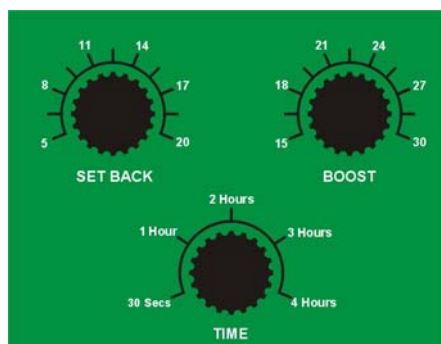 11 14
8 17
5 20
SET BACK
21 24
18 27
15 30
BOOST
2 Hours
1 Hour 3 Hours
30 Secs 4 Hours
TIME